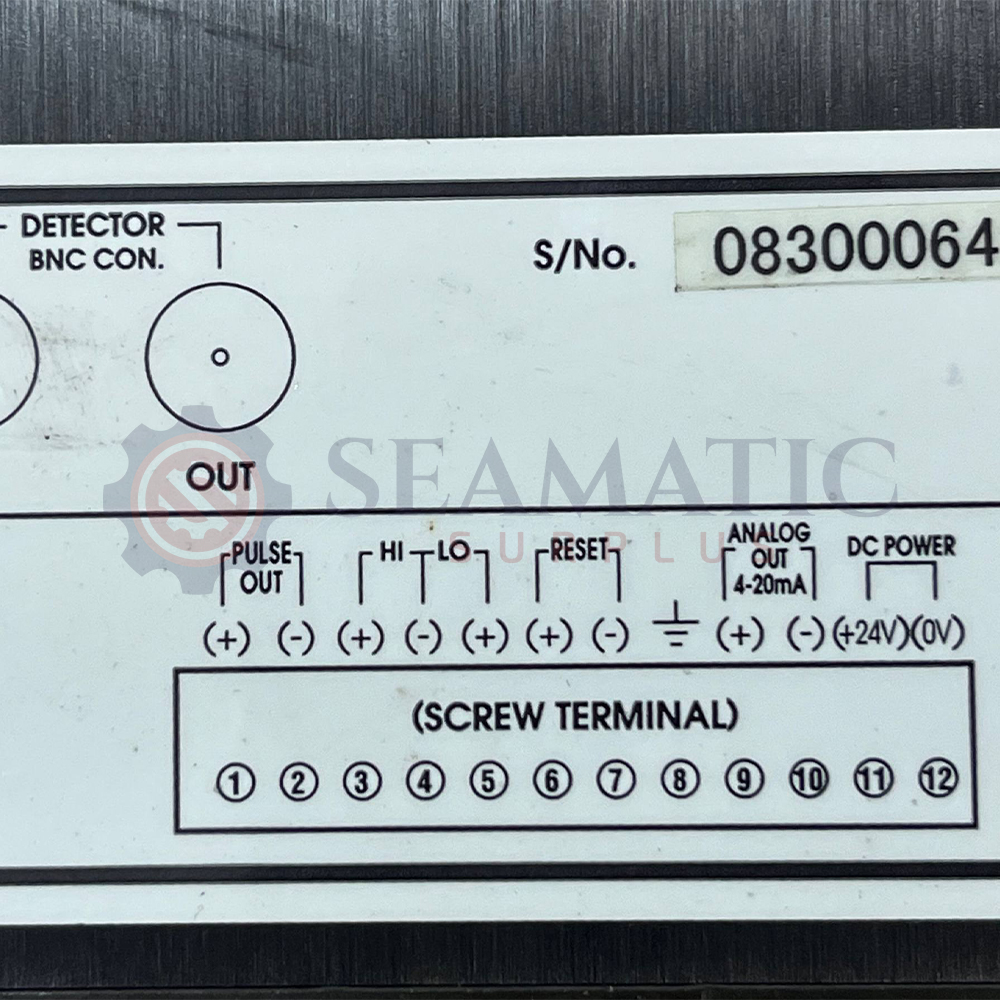 DETECTOR
BNC CON.
S/No. 08300064
OUT
SEAMATIC
SUPPLUS
PULSE OUT
HI LO
RESET
ANALOG OUT 4-20mA
DC POWER
(+) (-) (+) (-) (+) (+) (-) (+) (-) (+24V) (0V)
(SCREW TERMINAL)
① ② ③ ④ ⑤ ⑥ ⑦ ⑧ ⑨ ⑩ ⑪ ⑫